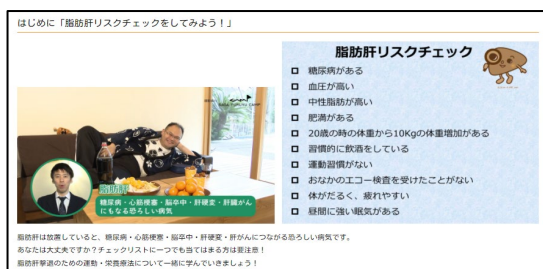 はじめに「脂肪肝リスクチェックをしてみよう！」
脂肪肝リスクチェック
糖尿病がある
血圧が高い
中性脂肪が高い
肥満がある
20歳の時の体重から10Kgの体重増加がある
習慣的に飲酒をしている
運動習慣がない
おなかのエコー検査を受けたことがない
体がだるく、疲れやすい
昼間に強い眠気がある
脂肪肝
糖尿病・心筋梗塞・脳卒中・肝硬変・肝臓がん
にもなる恐ろしい病気
脂肪肝は放置していると、糖尿病・心筋梗塞・脳卒中・肝硬変・肝がんにつながる恐ろしい病気です。
あなたは大丈夫ですか？チェックリストに一つでも当てはまる方は要注意！
脂肪肝撃退のための運動・栄養療法について一緒に学んでいきましょう！